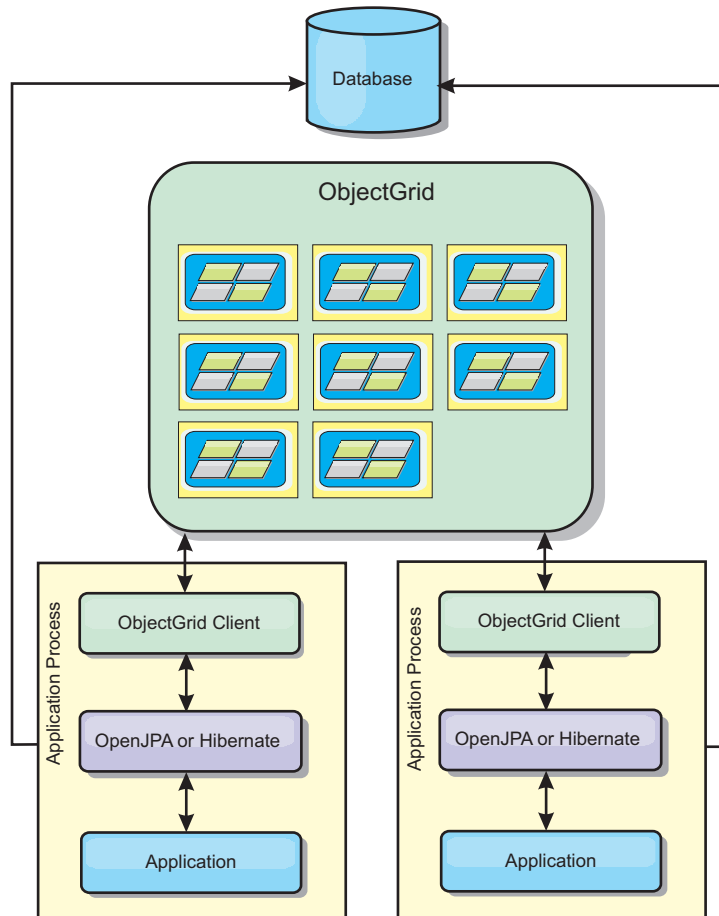 Database
ObjectGrid
Application Process
ObjectGrid Client
OpenJPA or Hibernate
Application
Application Process
ObjectGrid Client
OpenJPA or Hibernate
Application